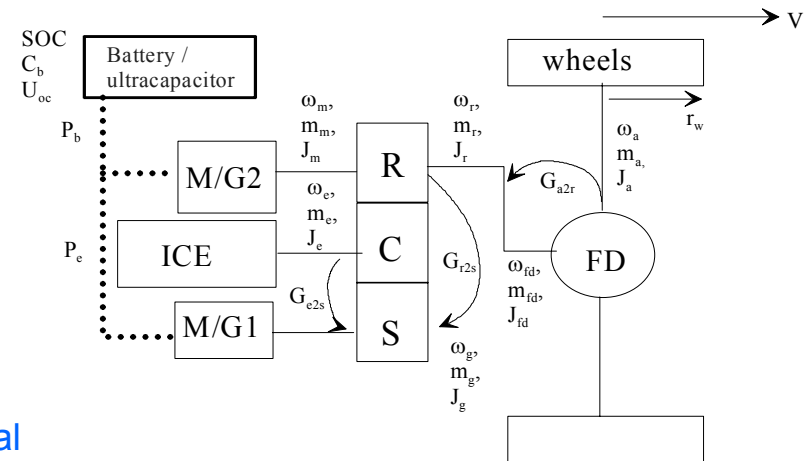 V
SOC
C_b
U_oc
Battery /
ultracapacitor
wheels
r_w
P_b
ω_m,
m_m,
J_m
ω_r,
m_r,
J_r
ω_a
m_a,
J_a
M/G2
R
G_a2r
ω_e,
m_e,
J_e
P_e
ICE
C
G_r2s
ω_fd,
m_fd,
J_fd
FD
G_e2s
M/G1
S
ω_g,
m_g,
J_g
al